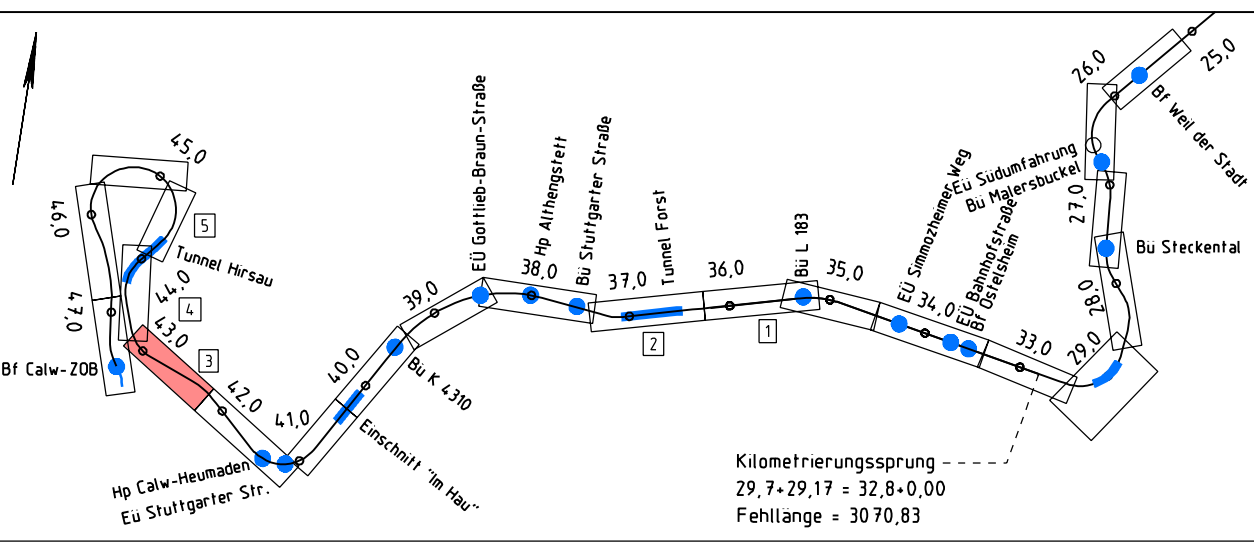 25,0
Bf Weil der Stadt
26,0
Eü Südumfahrung
Bü Malersbuckel
27,0
Bü Steckental
28,0
29,0
33,0
Kilometrierungssprung
29,7+29,17 = 32,8+0,00
Fehllänge = 3070,83
34,0
EÜ Bahnhofstraße
Bf Ostelsheim
EÜ Simmozheimer Weg
35,0
Bü L 183
1
36,0
Tunnel Forst
2
37,0
Bü Stuttgarter Straße
Hp Althengstett
38,0
EÜ Gottlieb-Braun-Straße
39,0
Bü K 4310
40,0
Einschnitt "Im Hau"
41,0
Hp Calw-Heumaden
Eü Stuttgarter Str.
42,0
3
43,0
4
44,0
Tunnel Hirsau
5
45,0
46,0
47,0
Bf Calw-ZOB